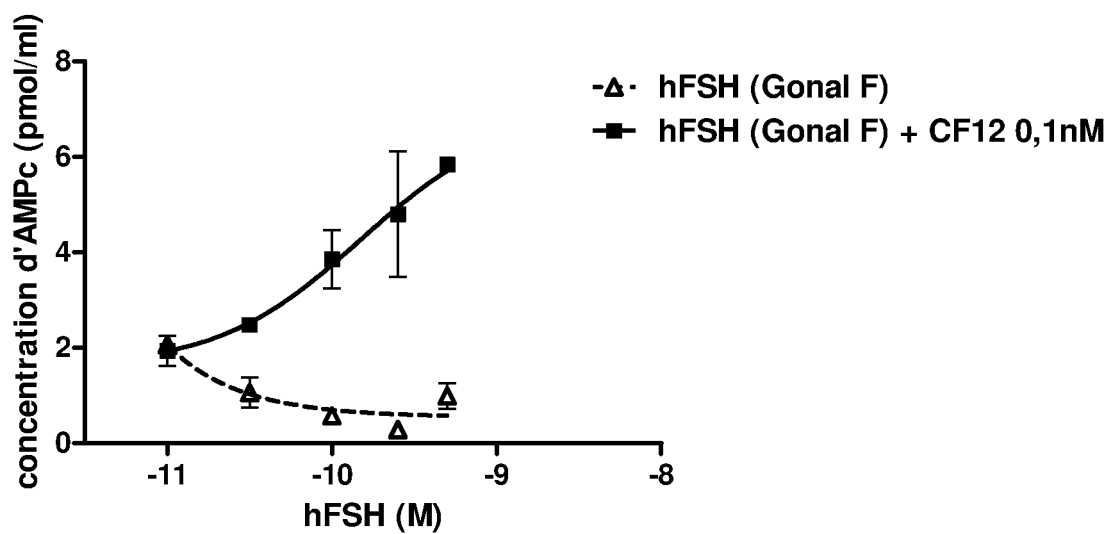 concentration d'AMPc (pmol/ml)
8
6
4
2
0
-11
-10
-9
-8
hFSH (M)
hFSH (Gonal F)
hFSH (Gonal F) + CF12 0,1nM